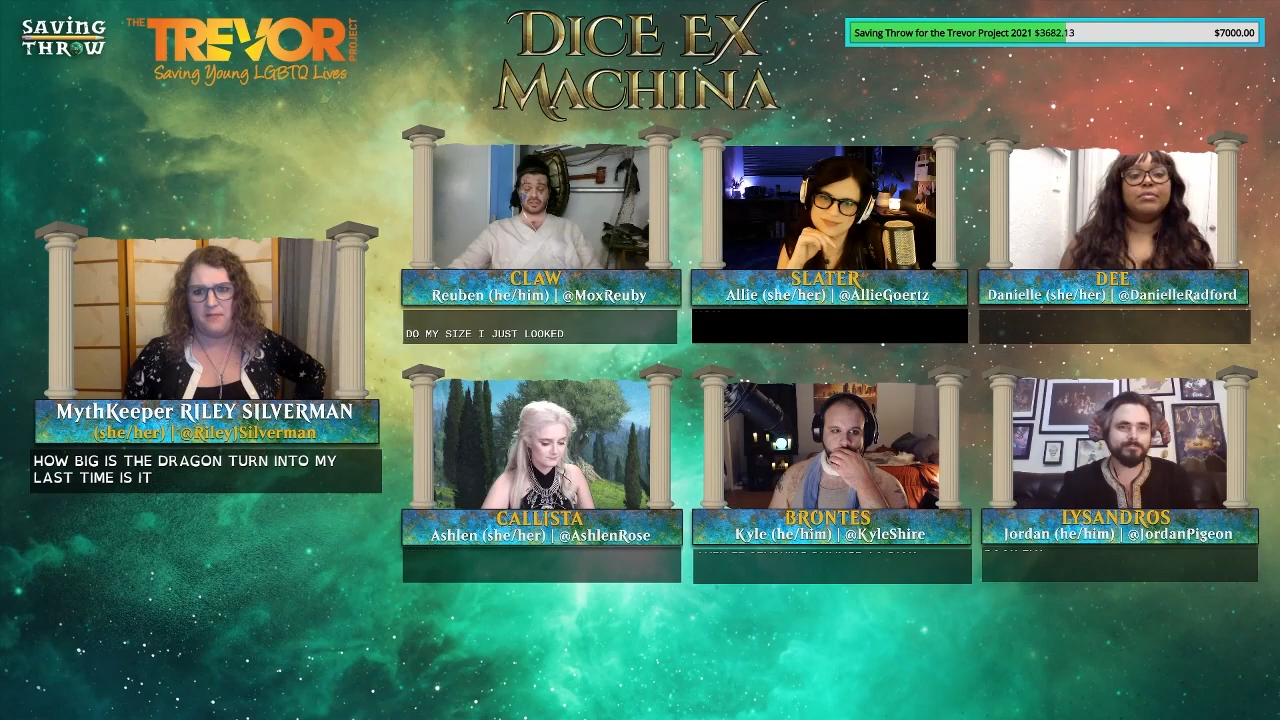 SAVING
THROW
THE
TREVOR
PROJECT
Saving Young LGBTQ Lives
DICE EX
MACHINA
Saving Throw for the Trevor Project 2021 $3682.13
$7000.00
CLAW
Reuben (he/him) | @MoxReuby
DO MY SIZE I JUST LOOKED
SLATER
Allie (she/her) | @AllieGoertz
DEE
Danielle (she/her) | @DanielleRadford
MythKeeper RILEY SILVERMAN
(she/her) | @RileyJSilverman
HOW BIG IS THE DRAGON TURN INTO MY
LAST TIME IS IT
CALLISTA
Ashlen (she/her) | @AshlenRose
BRONTES
Kyle (he/him) | @KyleShire
LYSANDROS
Jordan (he/him) | @JordanPigeon